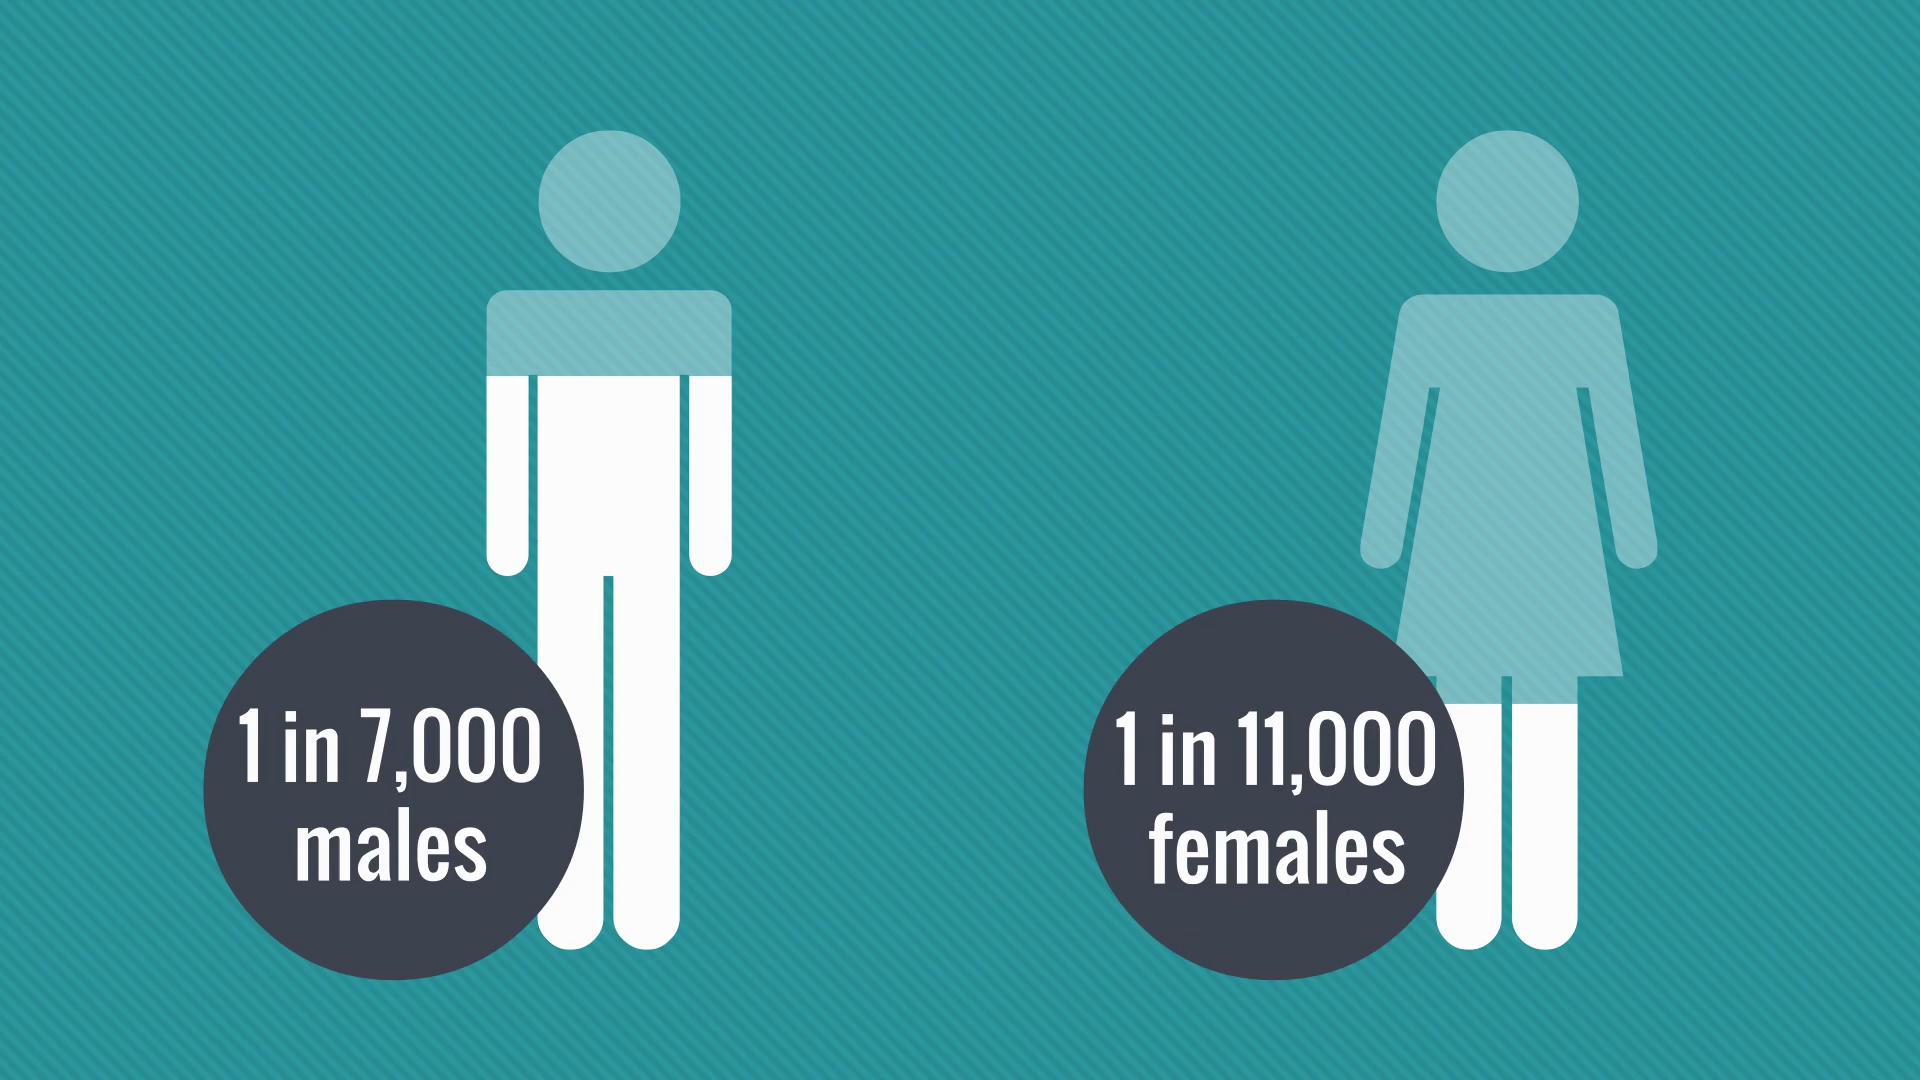 1 in 7,000
males
1 in 11,000
females